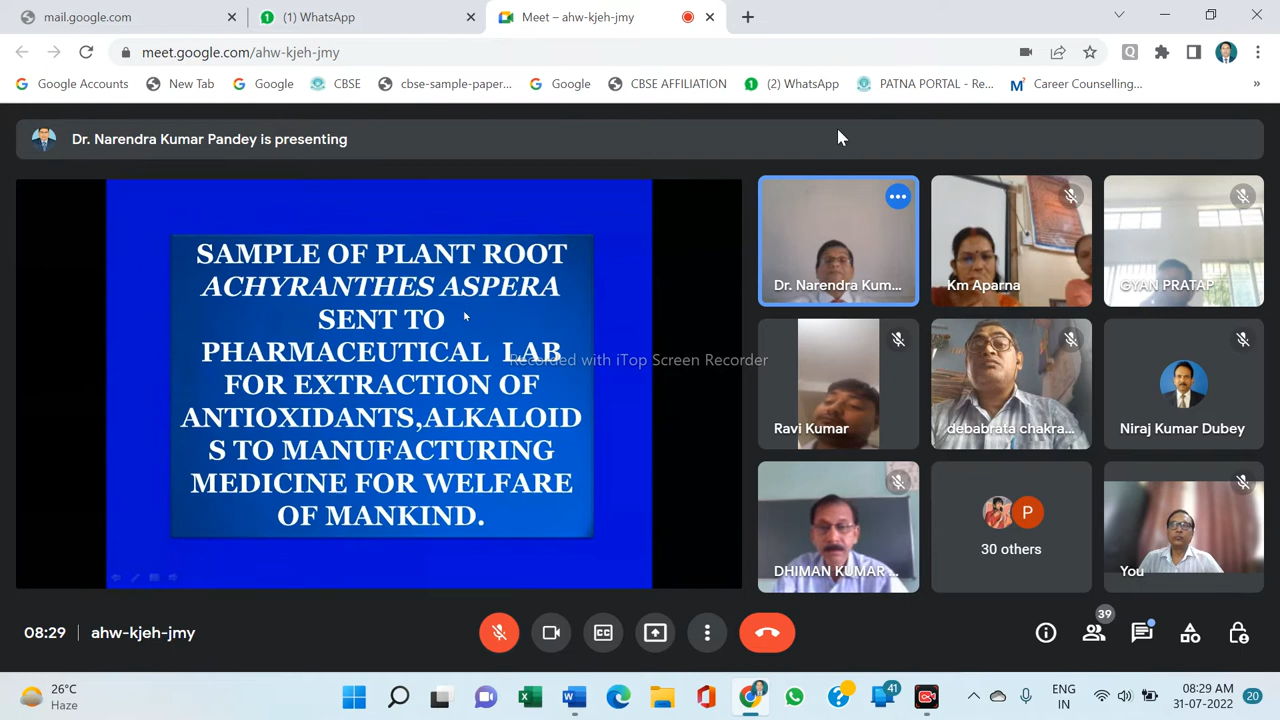 mail.google.com
(1) WhatsApp
Meet – ahw-kjeh-jmy
meet.google.com/ahw-kjeh-jmy
Google Accounts
New Tab
Google
CBSE
cbse-sample-paper...
Google
CBSE AFFILIATION
(2) WhatsApp
PATNA PORTAL - Re...
Career Counselling...
»
Dr. Narendra Kumar Pandey is presenting
SAMPLE OF PLANT ROOT
ACHYRANTHES ASPERA
SENT TO
PHARMACEUTICAL LAB
FOR EXTRACTION OF
ANTIOXIDANTS,ALKALOID
S TO MANUFACTURING
MEDICINE FOR WELFARE
OF MANKIND.
Recorded with iTop Screen Recorder
Dr. Narendra Kum...
Km Aparna
GYAN PRATAP
Ravi Kumar
debabrata chakra...
Niraj Kumar Dubey
DHIMAN KUMAR ...
P
30 others
You
08:29
ahw-kjeh-jmy
39
26°C
Haze
41
ENG
IN
08:29 AM
31-07-2022
20